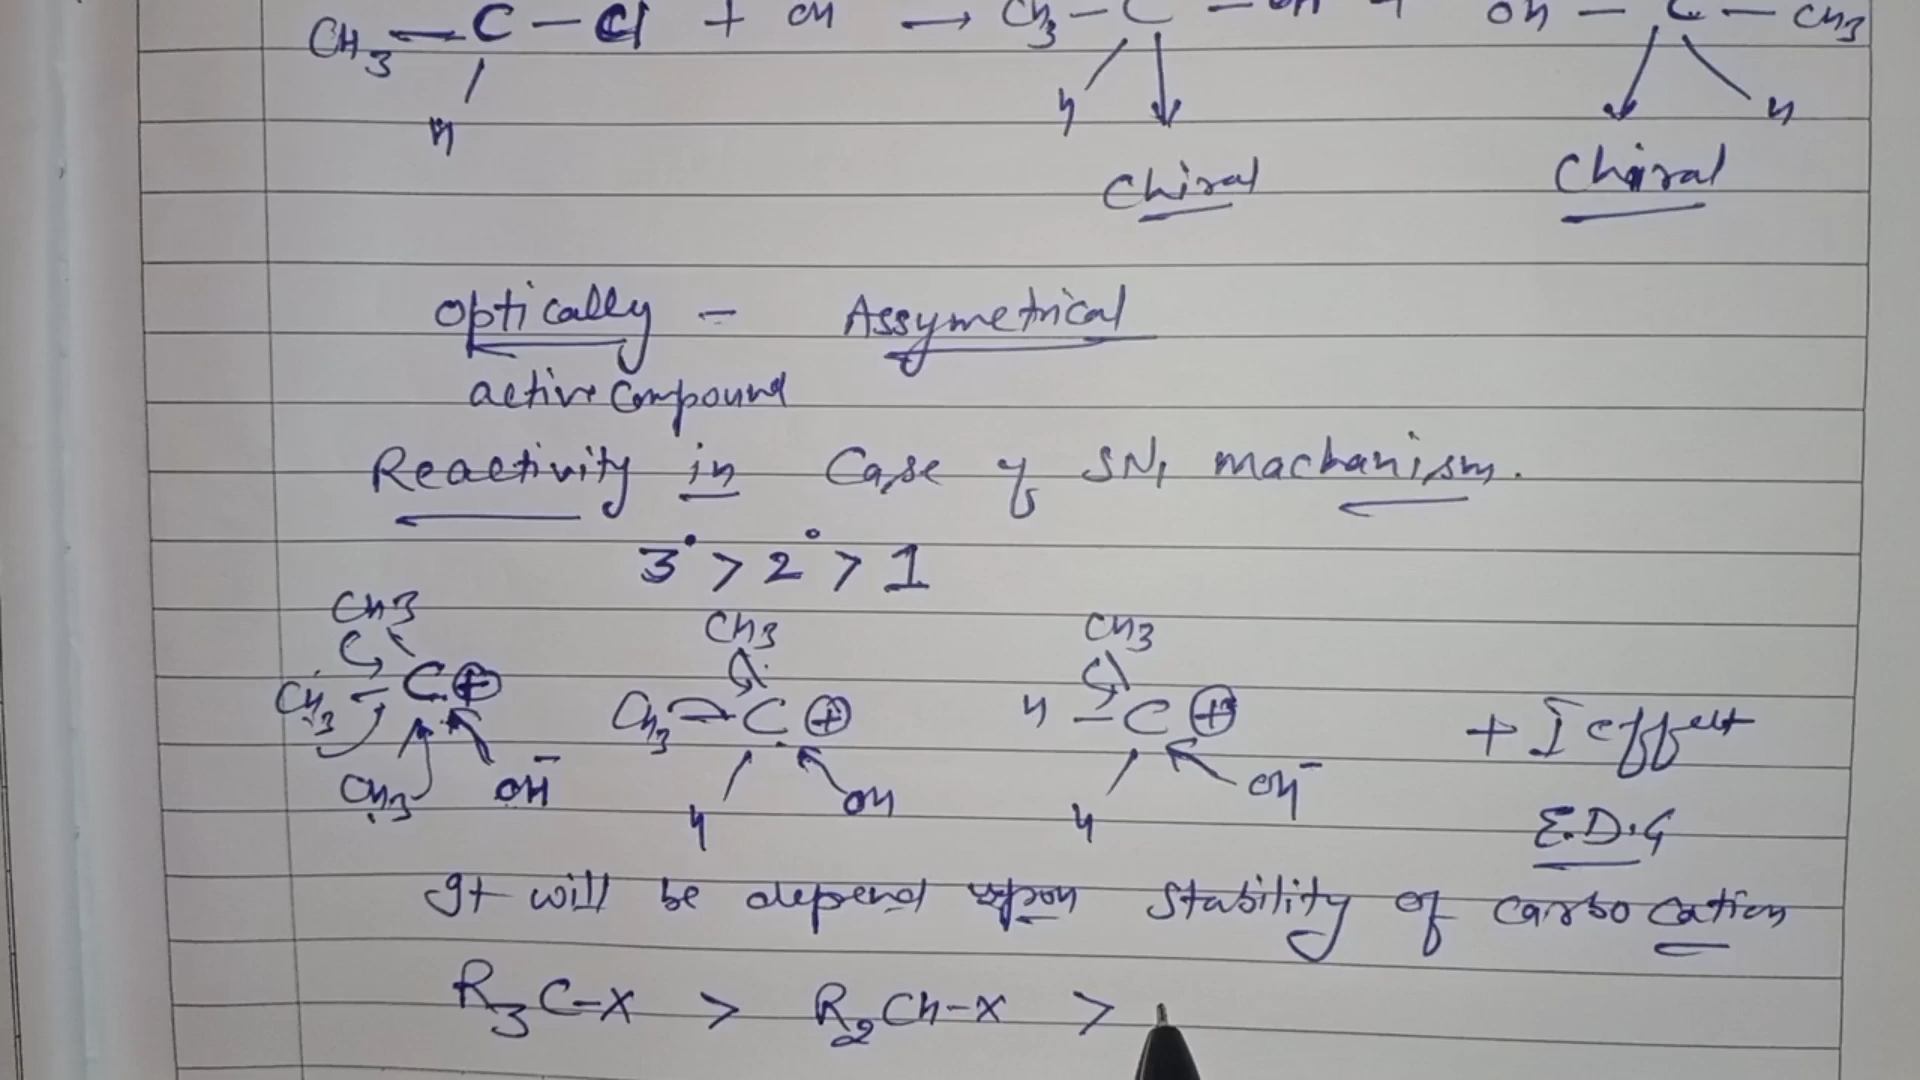 CH3 — C — Cl + OH → CH3 — C — OH + OH — C — CH3
H H H
Chiral Chiral
Optically - Assymetrical
active Compound
Reactivity in Case of SN1 machanism.
3° > 2° > 1
CH3 CH3 CH3
CH3 — C ⊕ CH3 — C ⊕ H — C ⊕ + I effect
CH3 OH⁻ H OH H OH⁻ E.D.G
It will be depend upon Stability of carbo cation
R3C-X > R2CH-X >